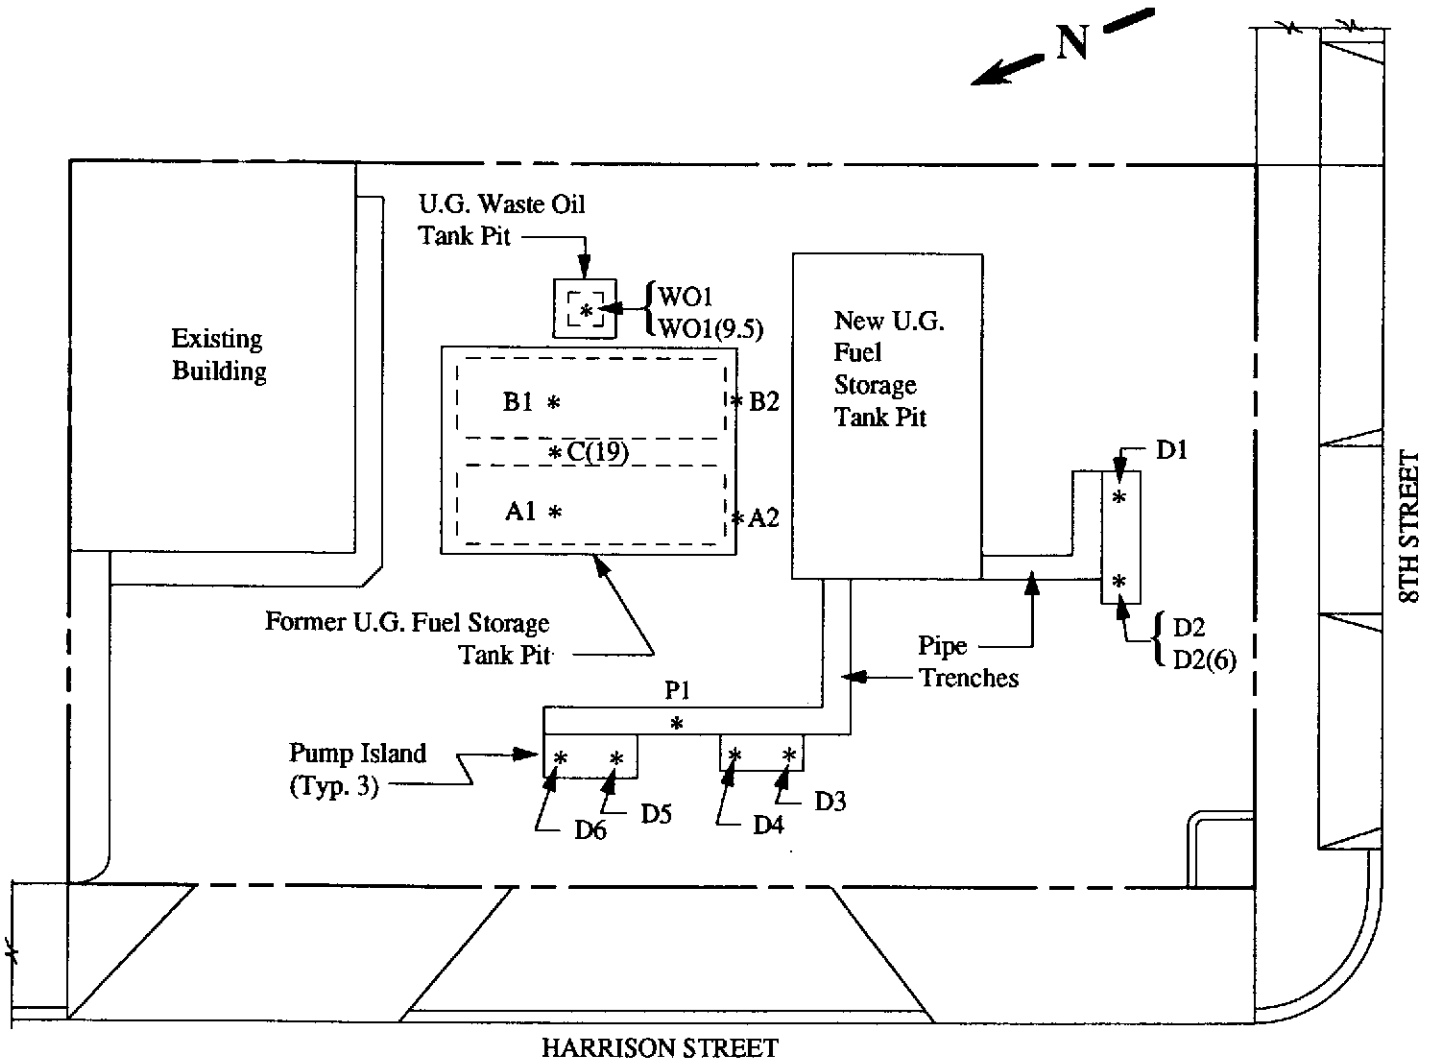 N
U.G. Waste Oil
Tank Pit
WO1
WO1(9.5)
Existing
Building
New U.G.
Fuel
Storage
Tank Pit
B1 * * B2
* C(19)
A1 * * A2
D1
8TH STREET
Former U.G. Fuel Storage
Tank Pit
D2
D2(6)
Pipe
Trenches
P1
Pump Island
(Typ. 3)
D6
D5
D4
D3
HARRISON STREET